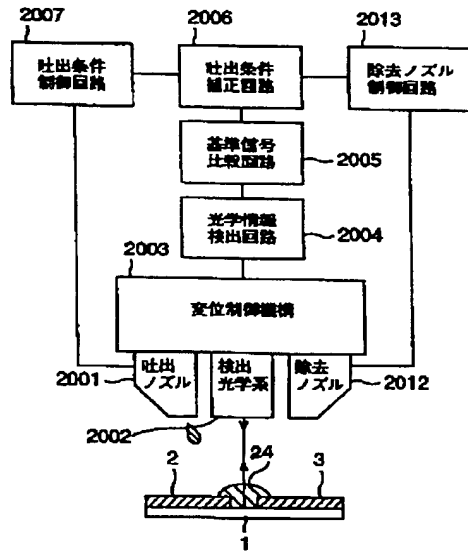 2007
2006
2013
吐出条件
制御回路
吐出条件
補正回路
除去ノズル
制御回路
基準信号
比較回路
2005
光学情報
検出回路
2004
2003
変位制御機構
2001
吐出
ノズル
検出
光学系
除去
ノズル
2012
2002
2
24
3
1